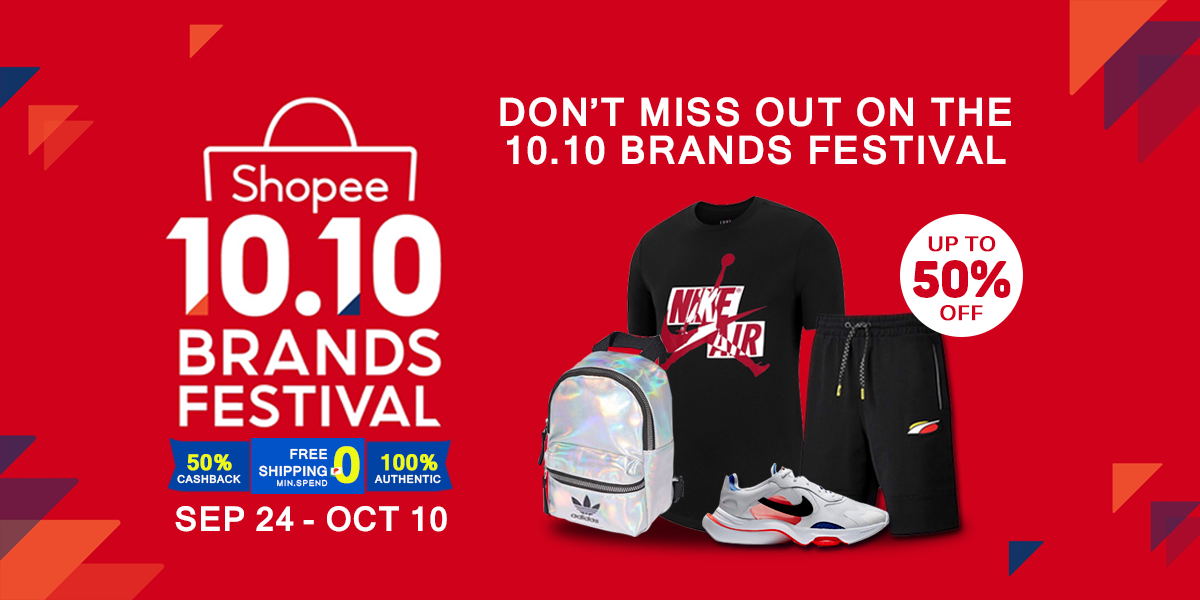 Shopee
10.10
BRANDS
FESTIVAL
50%
CASHBACK
FREE
SHIPPING
MIN.SPEND
0
100%
AUTHENTIC
SEP 24 - OCT 10
DON'T MISS OUT ON THE
10.10 BRANDS FESTIVAL
UP TO
50%
OFF
NIKE
AIR
adidas